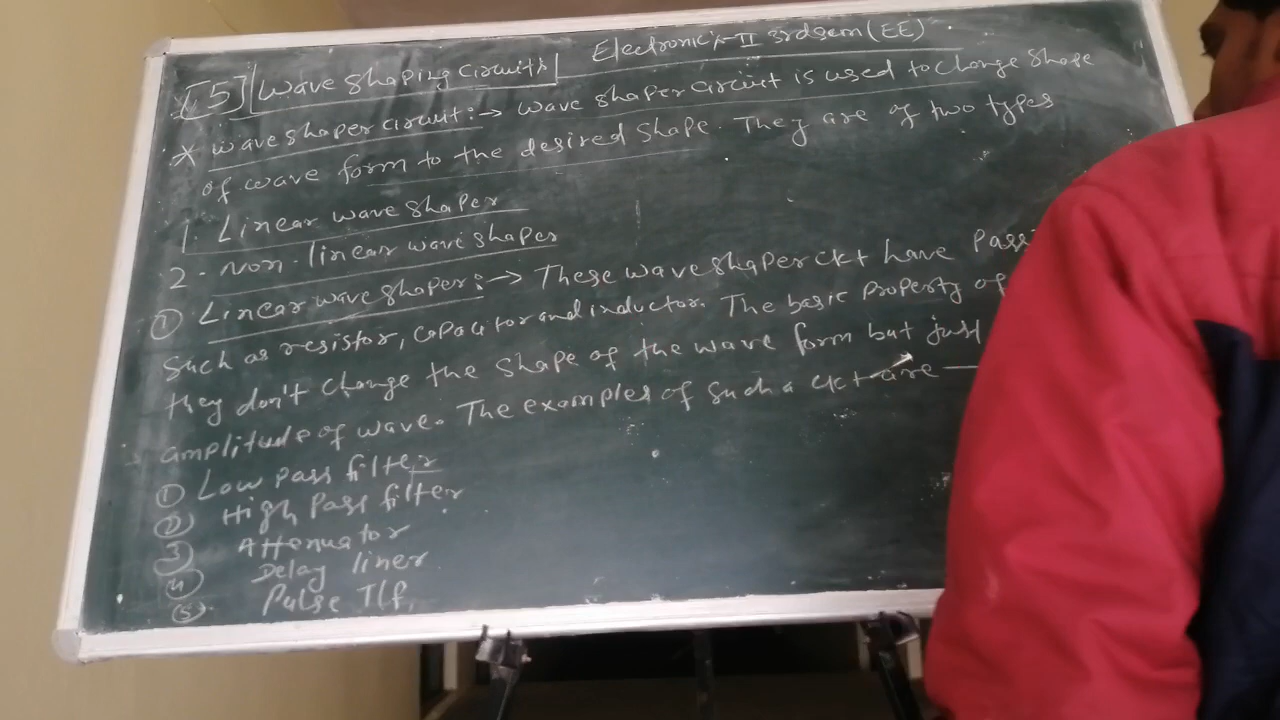 Electronics-II 3rdsem (EE)
[5] Wave Shaping Circuits
* Wave shaper circuit :→ Wave shaper circuit is used to change shape
of wave form to the desired shape. They are of two types
1. Linear wave shaper
2. Non-linear wave shaper
① Linear wave shaper :→ These wave shaper ckt have Passi
Such as resistor, capacitor and inductor. The basic property of
they don't change the shape of the wave form but just
amplitude of wave. The examples of such a ckt are —
① Low pass filter
② High Pass filter
③ Attenuator
④ Delay liner
⑤ Pulse T/f.